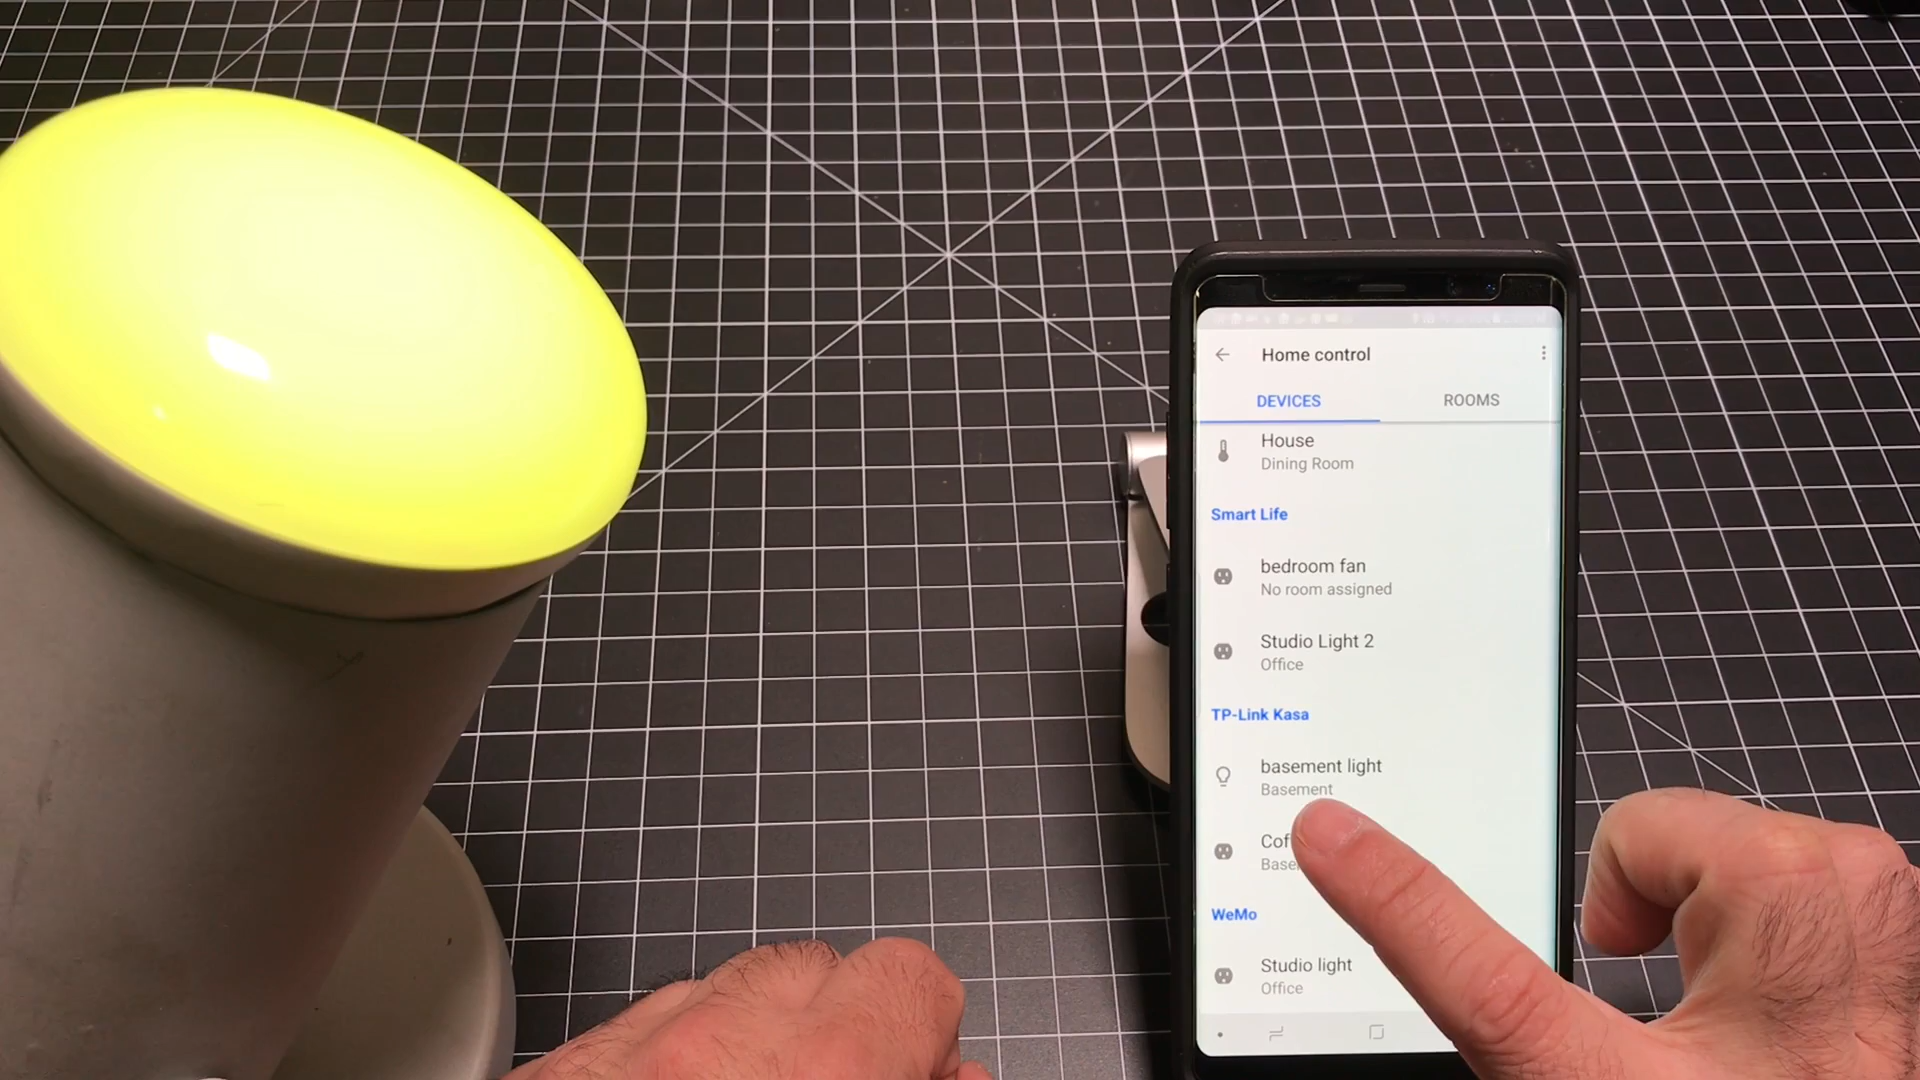 Home control
DEVICES
ROOMS
House
Dining Room
Smart Life
bedroom fan
No room assigned
Studio Light 2
Office
TP-Link Kasa
basement light
Basement
WeMo
Studio light
Office